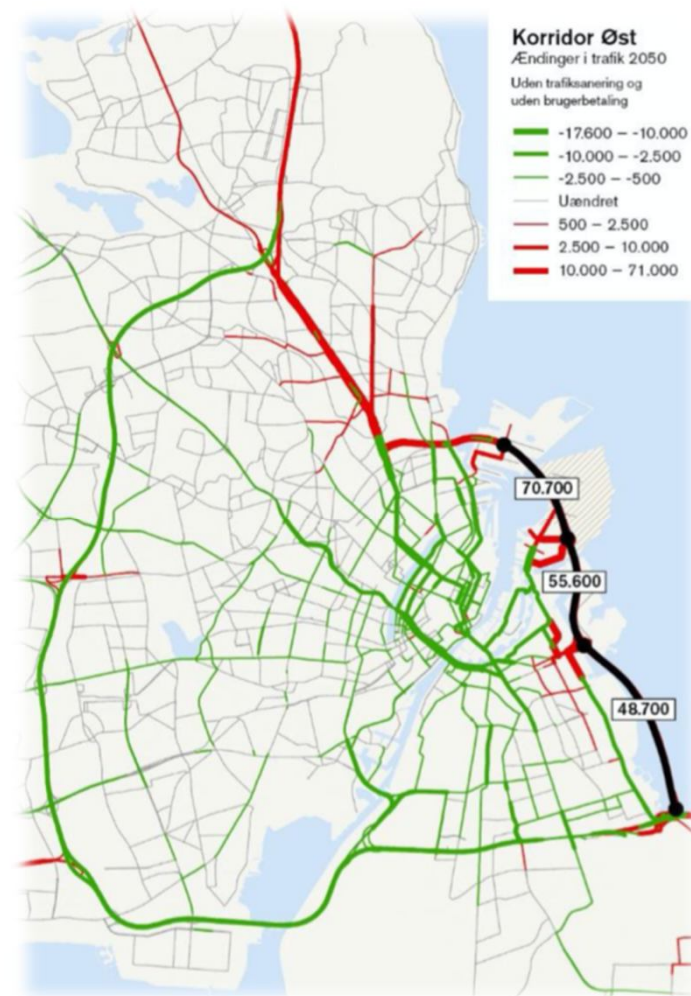 Korridor Øst
Ændinger i trafik 2050
Uden trafiksanering og
uden brugerbetaling
-17.600 – -10.000
-10.000 – -2.500
-2.500 – -500
Uændret
500 – 2.500
2.500 – 10.000
10.000 – 71.000
70.700
55.600
48.700